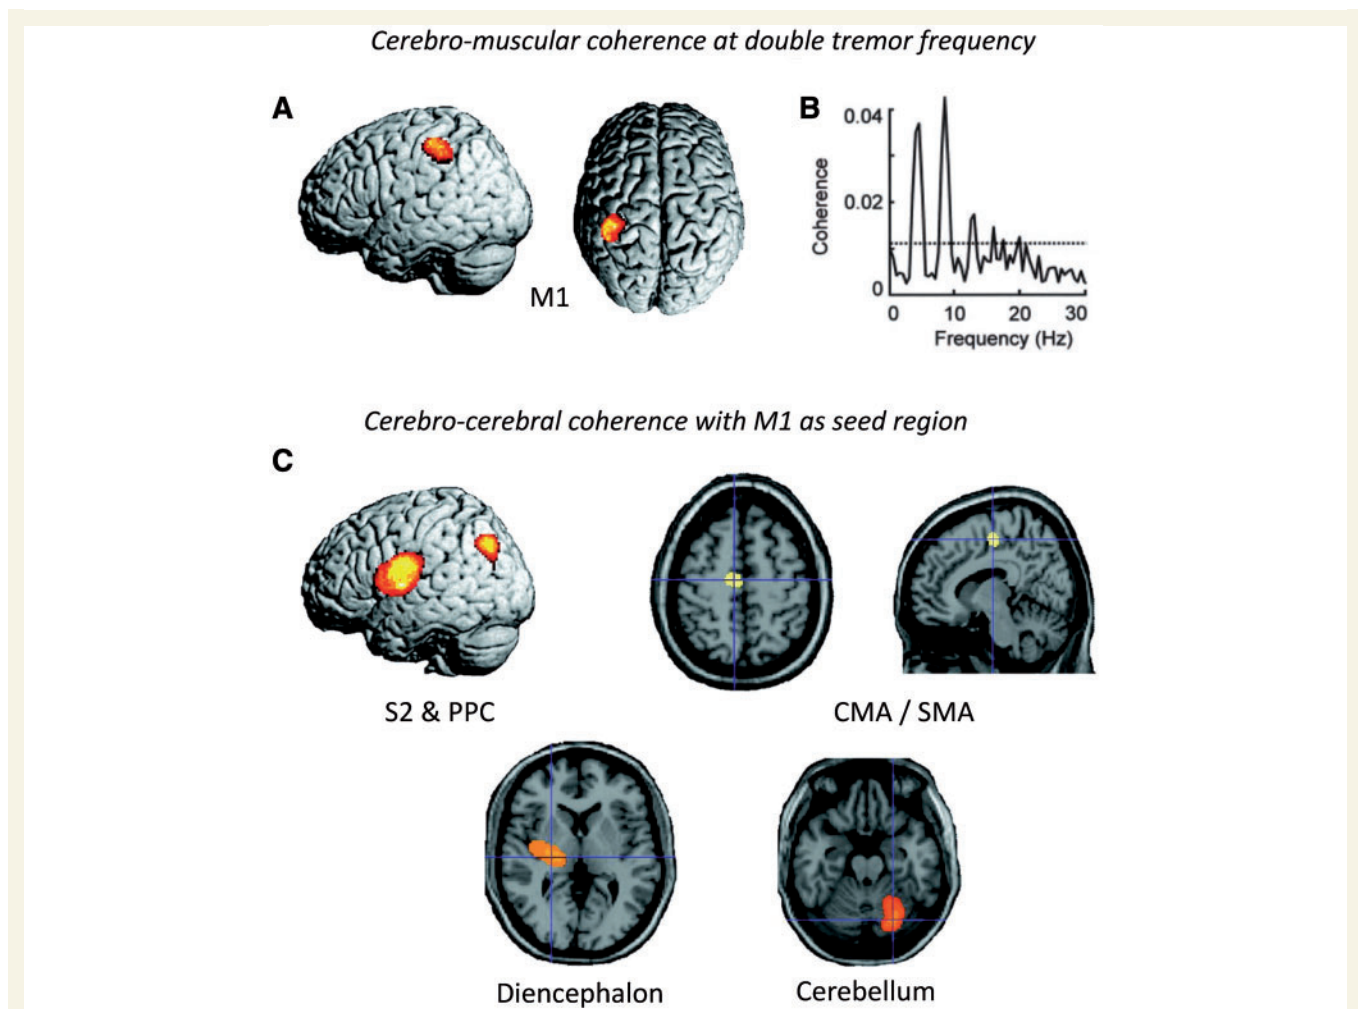 Cerebro-muscular coherence at double tremor frequency
A
B
0.04
0.02
0
Coherence
0 10 20 30
Frequency (Hz)
M1
Cerebro-cerebral coherence with M1 as seed region
C
S2 & PPC
CMA / SMA
Diencephalon
Cerebellum